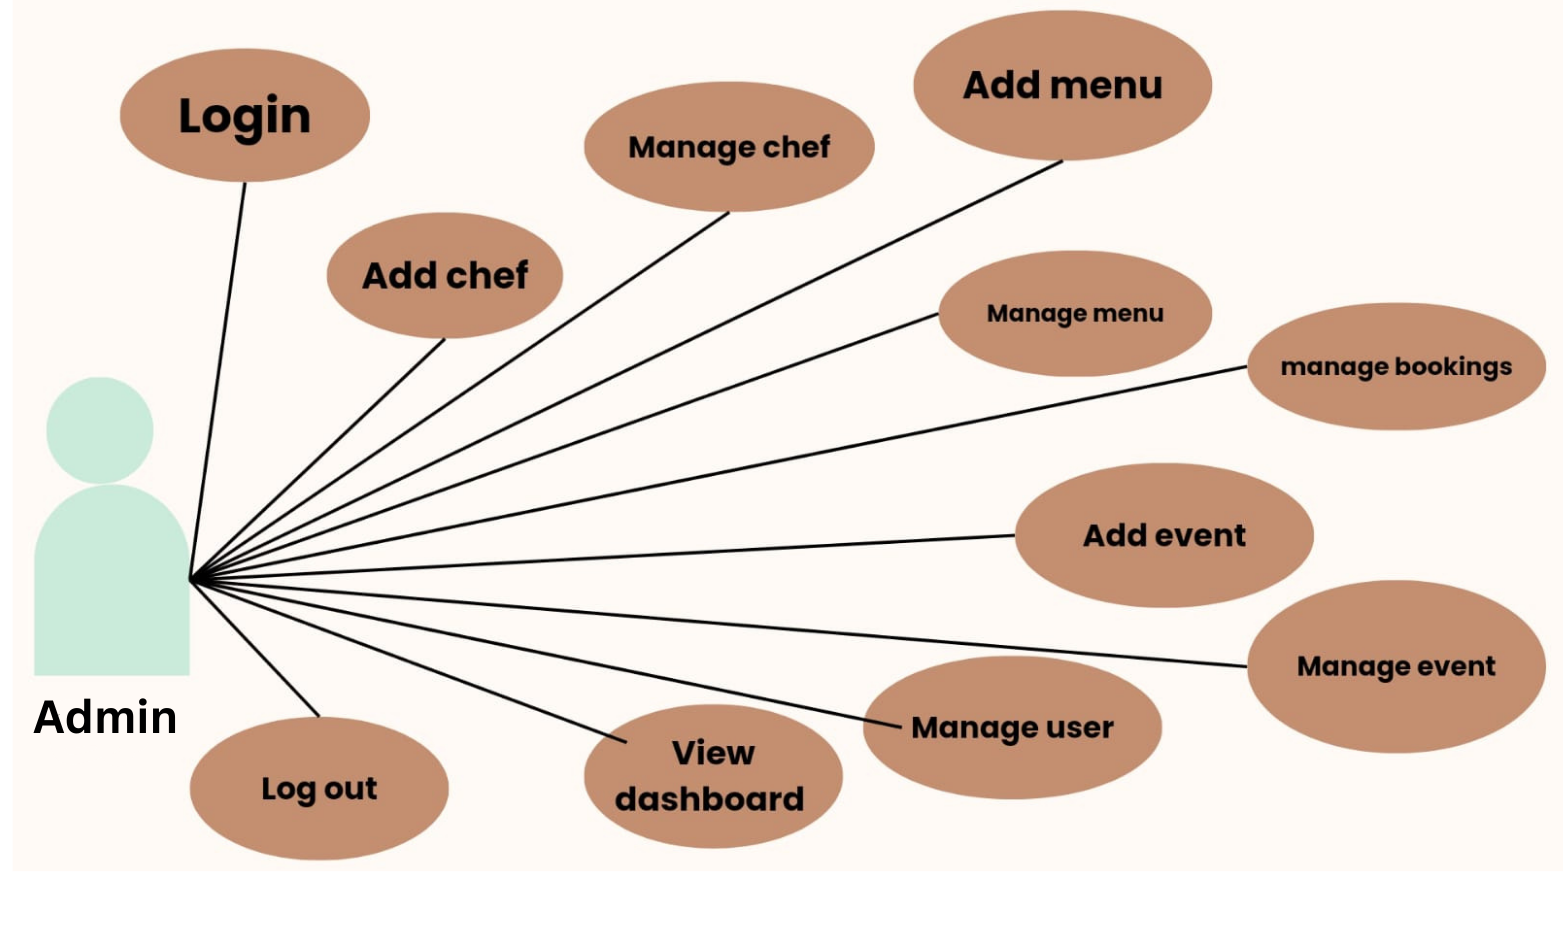 Login
Manage chef
Add menu
Add chef
Manage menu
manage bookings
Add event
Manage event
Manage user
Admin
View
dashboard
Log out